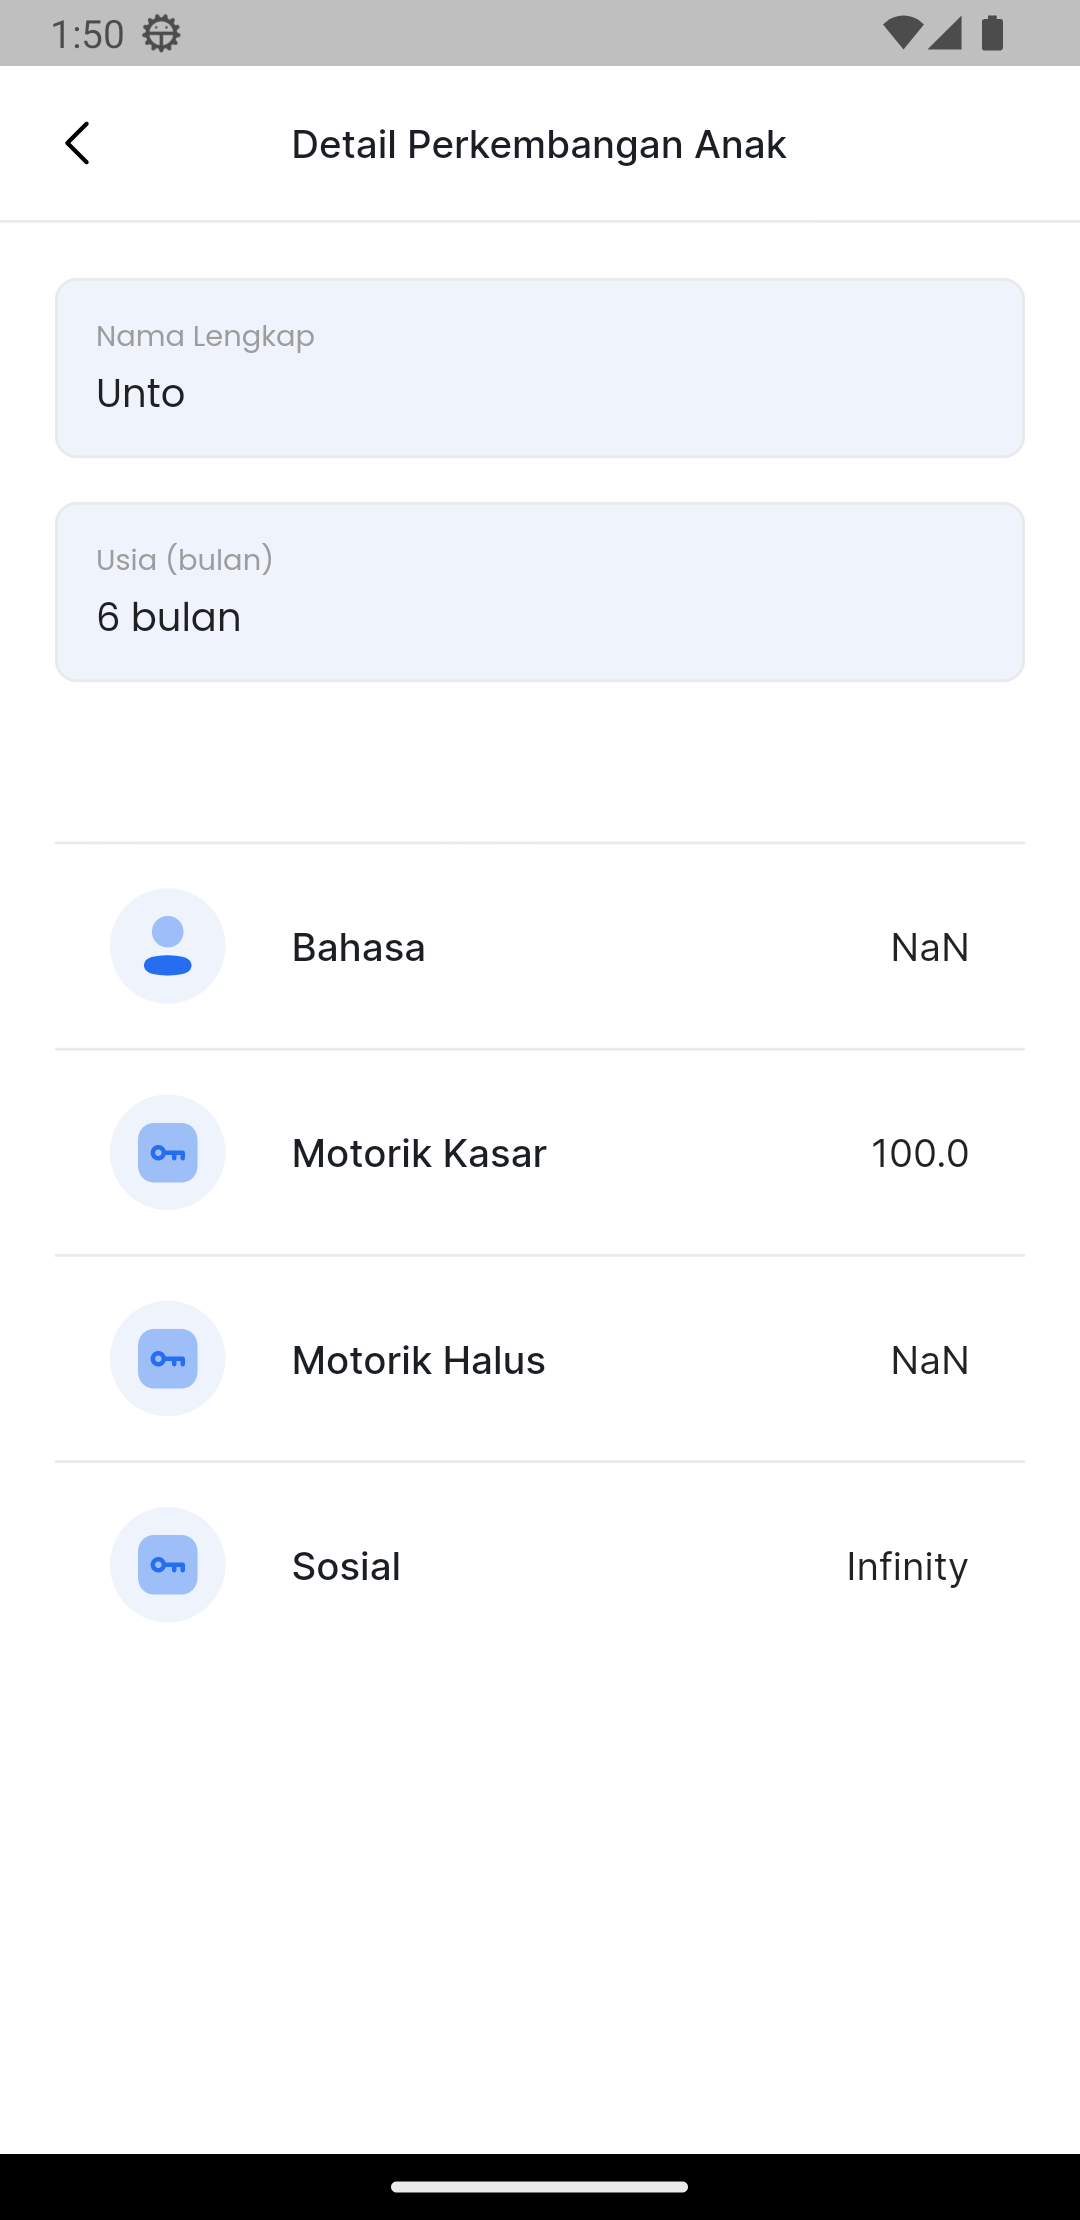 1:50
Detail Perkembangan Anak
Nama Lengkap
Unto
Usia (bulan)
6 bulan
Bahasa NaN
Motorik Kasar 100.0
Motorik Halus NaN
Sosial Infinity